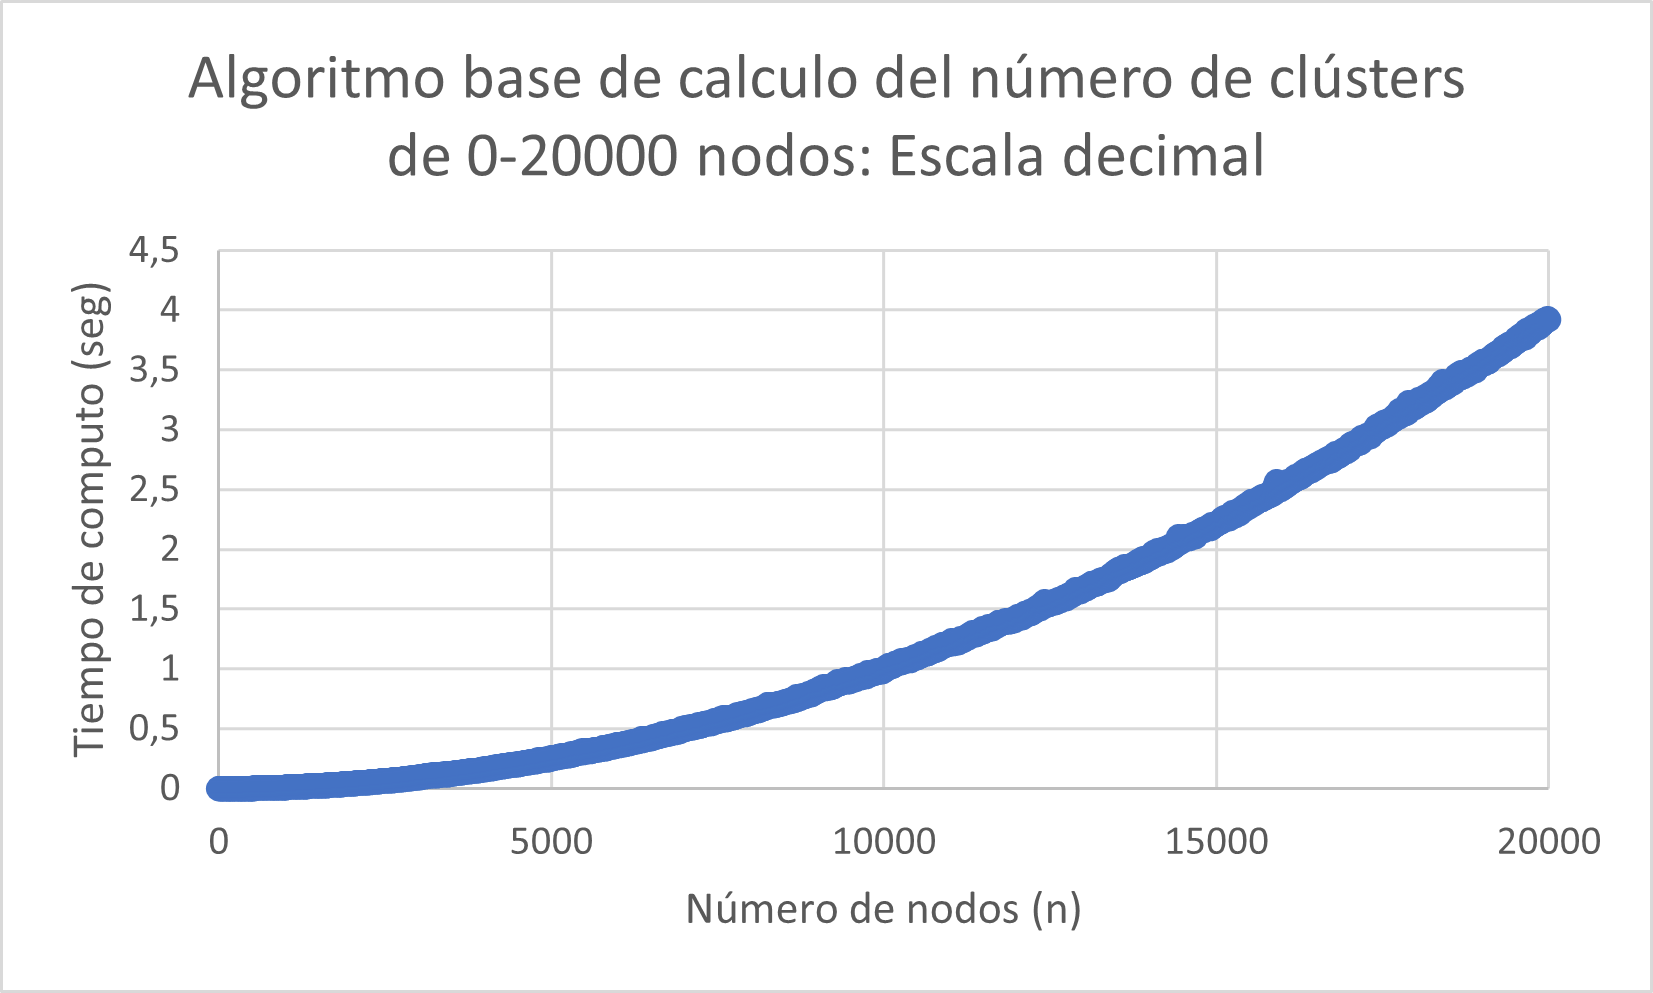 Algoritmo base de calculo del número de clústers
de 0-20000 nodos: Escala decimal
4,5
4
3,5
3
2,5
2
1,5
1
0,5
0
Tiempo de computo (seg)
0 5000 10000 15000 20000
Número de nodos (n)